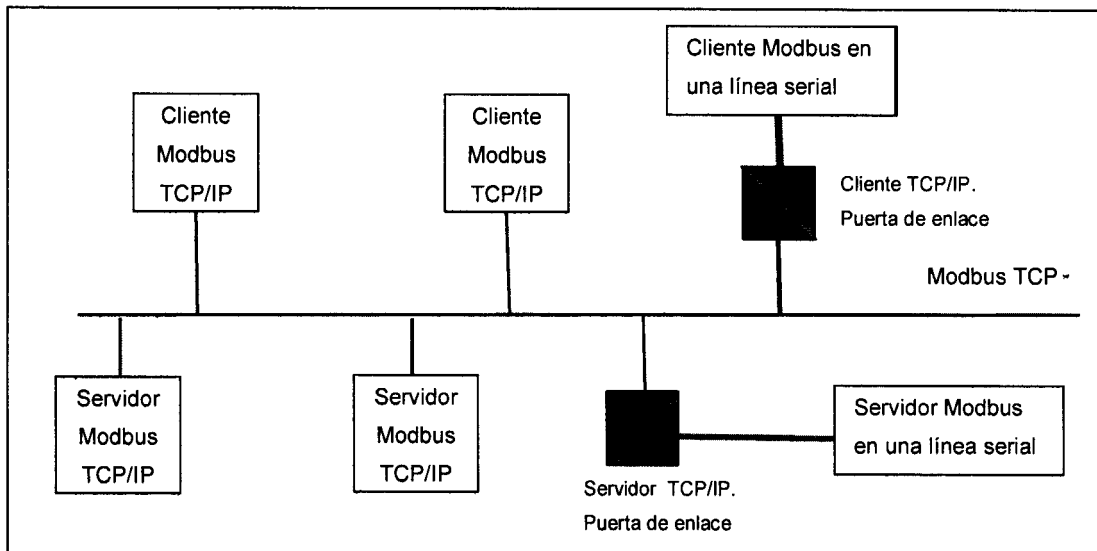 Cliente Modbus en
una línea serial
Cliente
Modbus
TCP/IP
Cliente
Modbus
TCP/IP
Cliente TCP/IP.
Puerta de enlace
Modbus TCP
Servidor
Modbus
TCP/IP
Servidor
Modbus
TCP/IP
Servidor Modbus
en una línea serial
Servidor TCP/IP.
Puerta de enlace